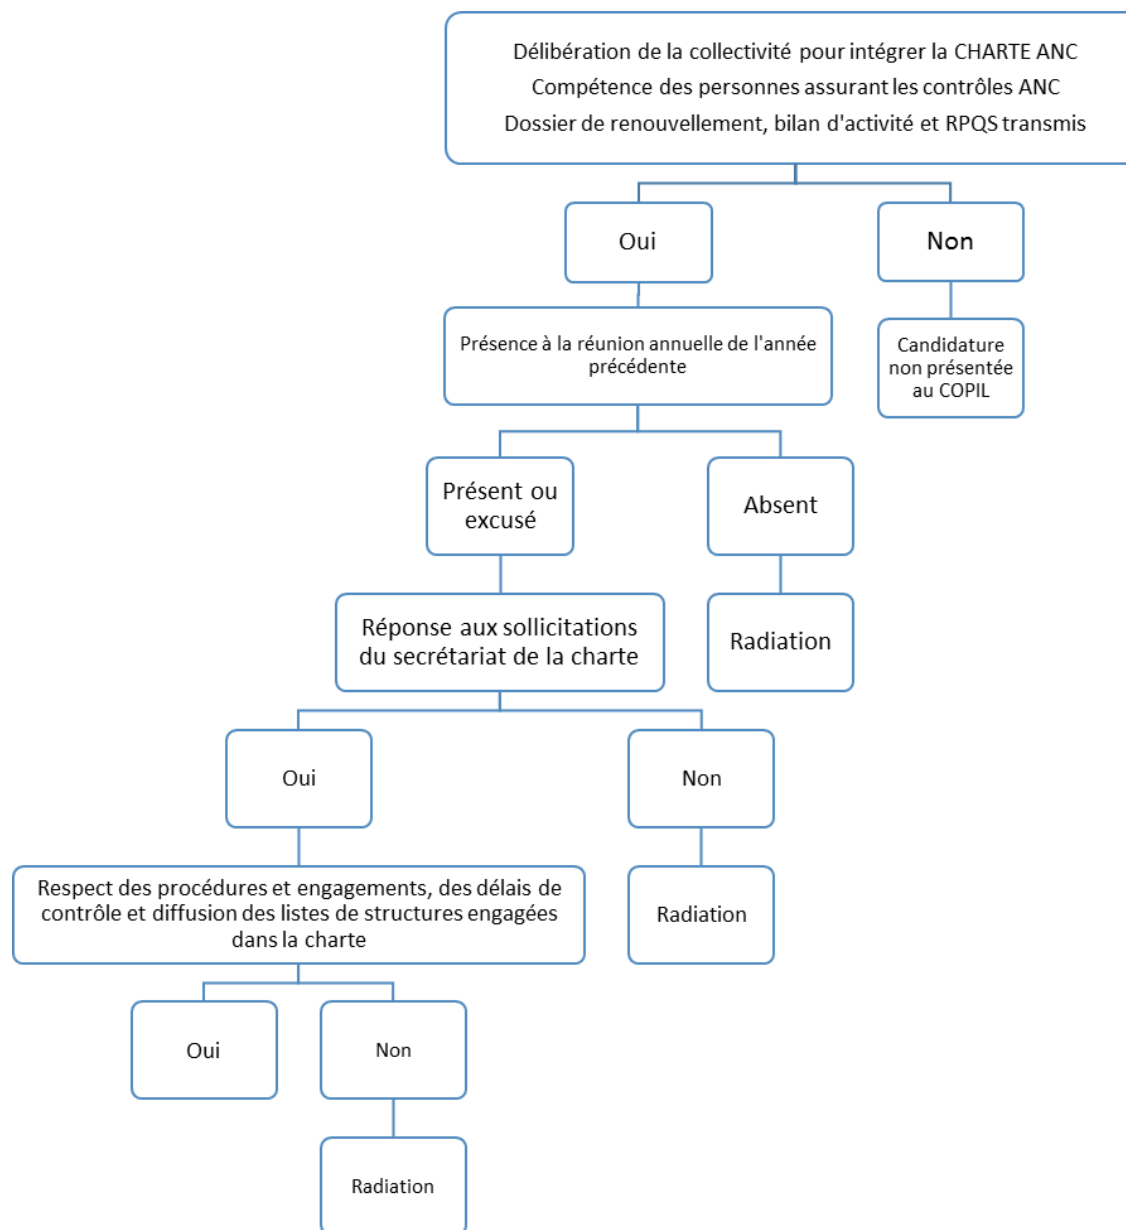 Délibération de la collectivité pour intégrer la CHARTE ANC
Compétence des personnes assurant les contrôles ANC
Dossier de renouvellement, bilan d'activité et RPQS transmis
Oui
Non
Présence à la réunion annuelle de l'année
précédente
Candidature
non présentée
au COPIL
Présent ou
excusé
Absent
Réponse aux sollicitations
du secrétariat de la charte
Radiation
Oui
Non
Respect des procédures et engagements, des délais de
contrôle et diffusion des listes de structures engagées
dans la charte
Radiation
Oui
Non
Radiation